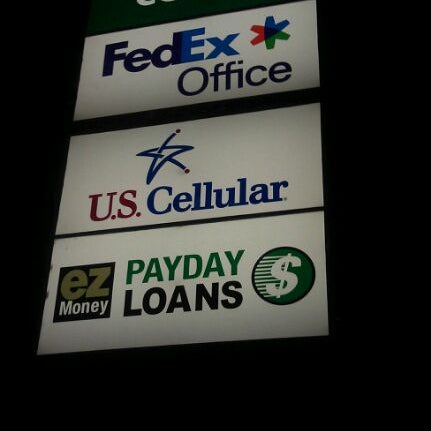 FedEx
Office
U.S. Cellular
ez
Money
PAYDAY
LOANS
$